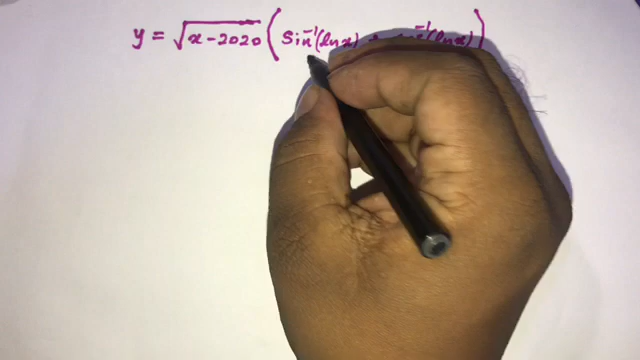 y = √x-2020 (Sin⁻¹(lnx) ⁻¹(lnx))